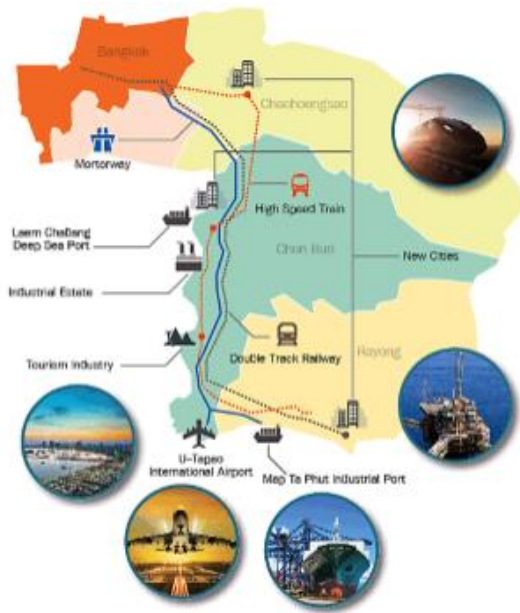 Bangkok
Chachoengsao
Mortorway
High Speed Train
Laem Chabang
Deep Sea Port
Chon Buri
New Cities
Industrial Estate
Tourism Industry
Double Track Railway
Rayong
U-Tapao
International Airport
Map Ta Phut Industrial Port